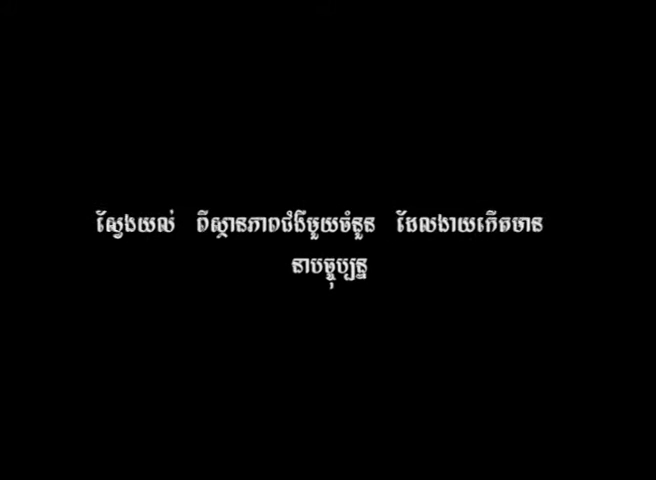 ស្វែងយល់ ពីស្ថានភាពជំងឺមួយចំនួន ដែលងាយកើតមាន
នាបច្ចុប្បន្ន